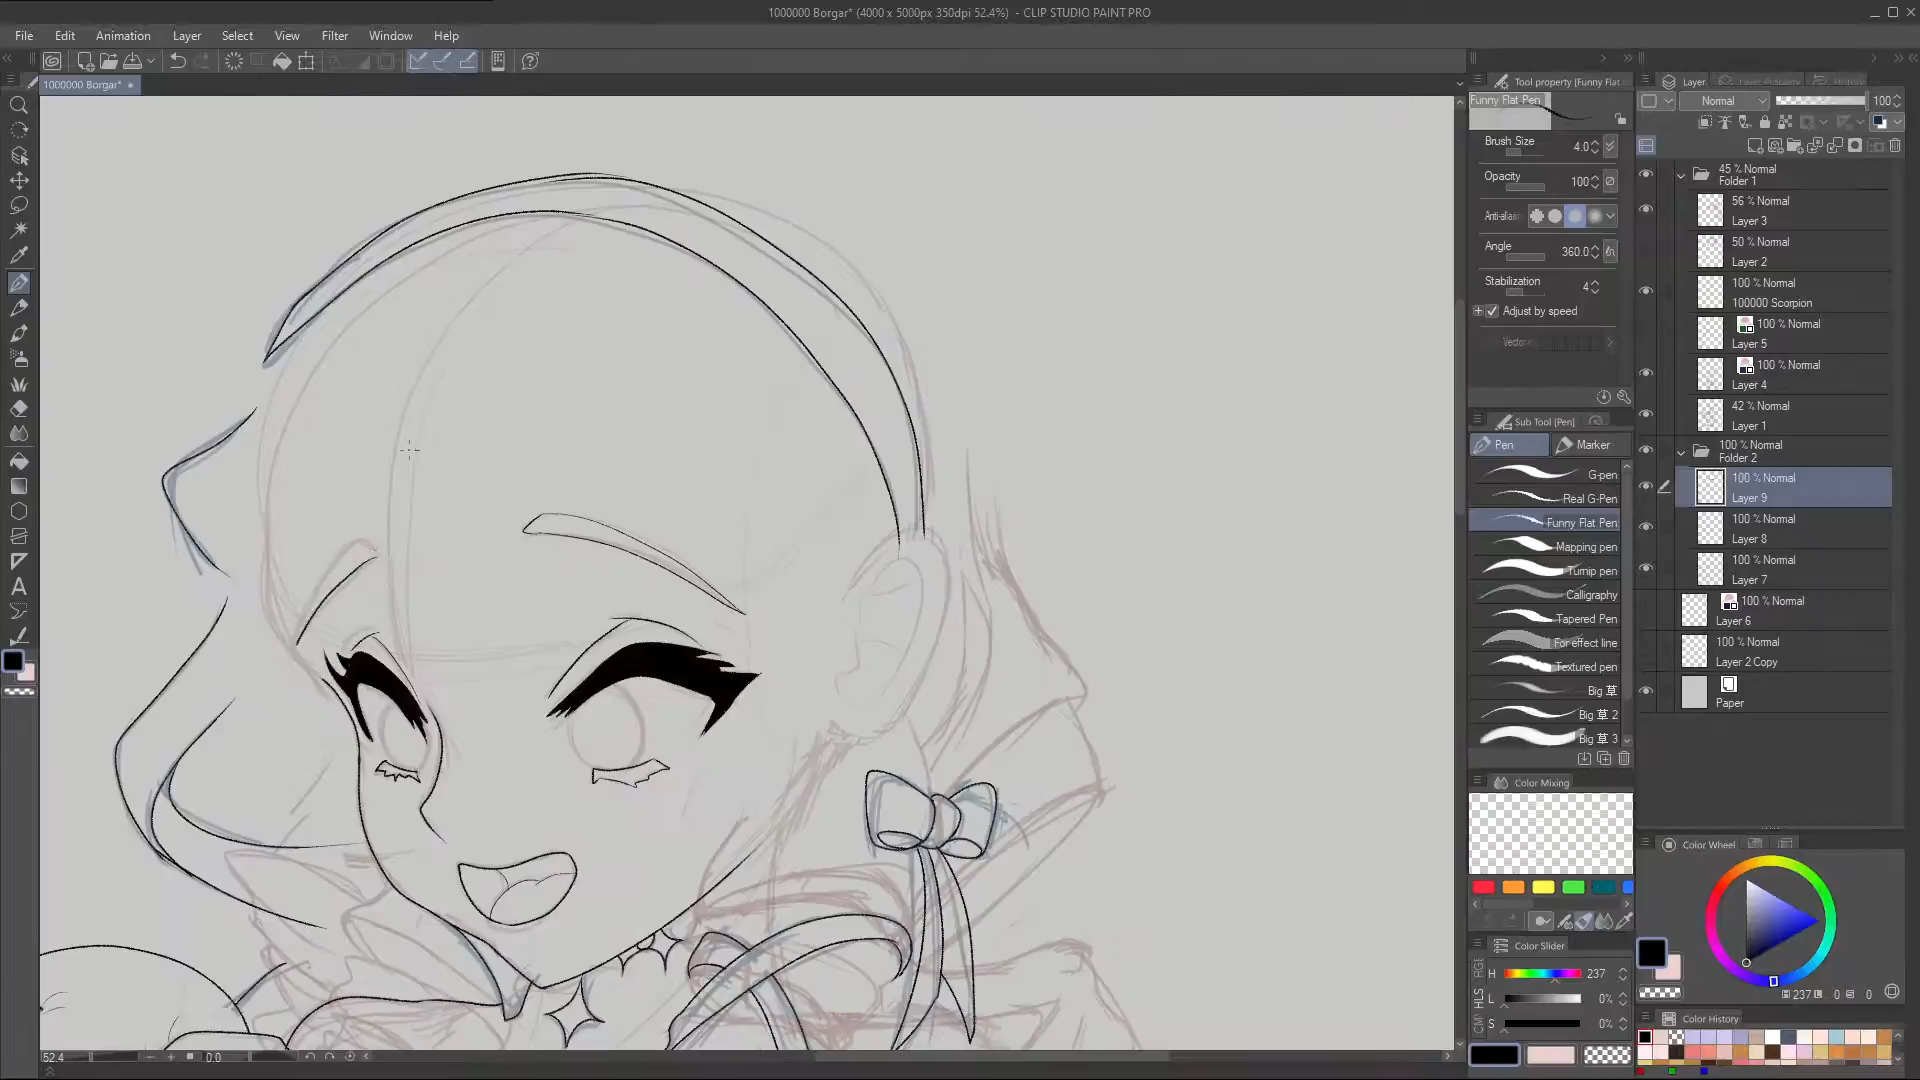 1000000 Borgar* (4000 x 5000px 350dpi 52.4%)  - CLIP STUDIO PAINT PRO
File Edit Animation Layer Select View Filter Window Help
1000000 Borgar*
Tool property [Funny Flat
Layer
Layer Property
Funny Flat Pen
Normal
100
Brush Size
4.0
Opacity
100
Anti-alias
Angle
360.0
Stabilization
4
Adjust by speed
Sub Tool [Pen]
Pen
Marker
G-pen
Real G-Pen
Funny Flat Pen
Mapping pen
Turnip pen
Calligraphy
Tapered Pen
For effect line
Textured pen
Big 草
Big 草 2
Big 草 3
45 % Normal
Folder 1
56 % Normal
Layer 3
50 % Normal
Layer 2
100 % Normal
100000 Scorpion
100 % Normal
Layer 5
100 % Normal
Layer 4
42 % Normal
Layer 1
100 % Normal
Folder 2
100 % Normal
Layer 9
100 % Normal
Layer 8
100 % Normal
Layer 7
100 % Normal
Layer 6
100 % Normal
Layer 2 Copy
Paper
Color Mixing
Color Wheel
237 0 0
Color Slider
H 237
L 0%
S 0%
RGB
HLS
Color History
52.4
0.0